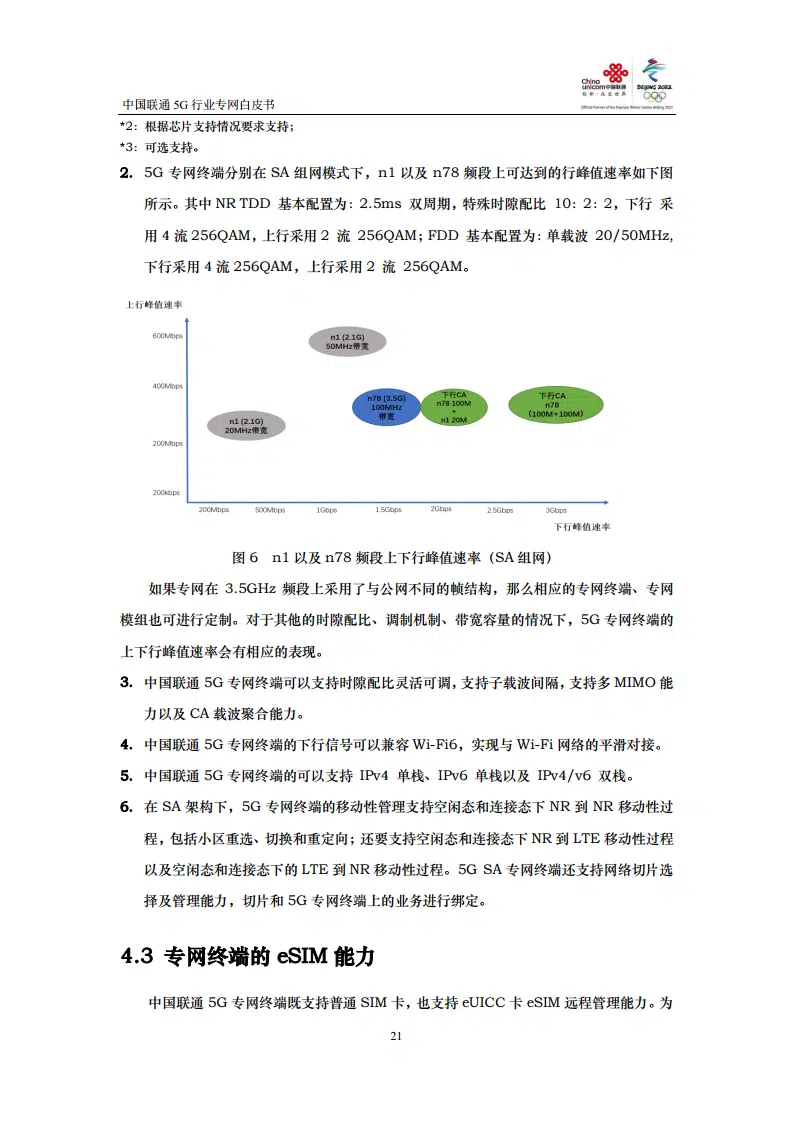 China
unicom中国联通
创新·改变世界
BEIJING 2022
Official Partner of the Olympic Winter Games Beijing 2022
中国联通 5G 行业专网白皮书
*2：根据芯片支持情况要求支持；
*3：可选支持。
2. 5G 专网终端分别在 SA 组网模式下，n1 以及 n78 频段上可达到的行峰值速率如下图
所示。其中 NR TDD 基本配置为：2.5ms 双周期，特殊时隙配比 10：2：2，下行 采
用 4 流 256QAM，上行采用 2 流 256QAM；FDD 基本配置为：单载波 20/50MHz,
下行采用 4 流 256QAM，上行采用 2 流 256QAM。
上行峰值速率
600Mbps
n1 (2.1G)
50MHz带宽
400Mbps
n78 (3.5G)
100MHz
带宽
下行CA
n78 100M
+
n1 20M
下行CA
n78
（100M+100M）
n1 (2.1G)
20MHz带宽
200Mbps
200kbps
200Mbps 500Mbps 1Gbps 1.5Gbps 2Gbps 2.5Gbps 3Gbps
下行峰值速率
图 6 n1 以及 n78 频段上下行峰值速率（SA 组网）
如果专网在 3.5GHz 频段上采用了与公网不同的帧结构，那么相应的专网终端、专网
模组也可进行定制。对于其他的时隙配比、调制机制、带宽容量的情况下，5G 专网终端的
上下行峰值速率会有相应的表现。
3. 中国联通 5G 专网终端可以支持时隙配比灵活可调，支持子载波间隔，支持多 MIMO 能
力以及 CA 载波聚合能力。
4. 中国联通 5G 专网终端的下行信号可以兼容 Wi-Fi6，实现与 Wi-Fi 网络的平滑对接。
5. 中国联通 5G 专网终端的可以支持 IPv4 单栈、IPv6 单栈以及 IPv4/v6 双栈。
6. 在 SA 架构下，5G 专网终端的移动性管理支持空闲态和连接态下 NR 到 NR 移动性过
程，包括小区重选、切换和重定向；还要支持空闲态和连接态下 NR 到 LTE 移动性过程
以及空闲态和连接态下的 LTE 到 NR 移动性过程。5G SA 专网终端还支持网络切片选
择及管理能力，切片和 5G 专网终端上的业务进行绑定。
4.3 专网终端的 eSIM 能力
中国联通 5G 专网终端既支持普通 SIM 卡，也支持 eUICC 卡 eSIM 远程管理能力。为
21